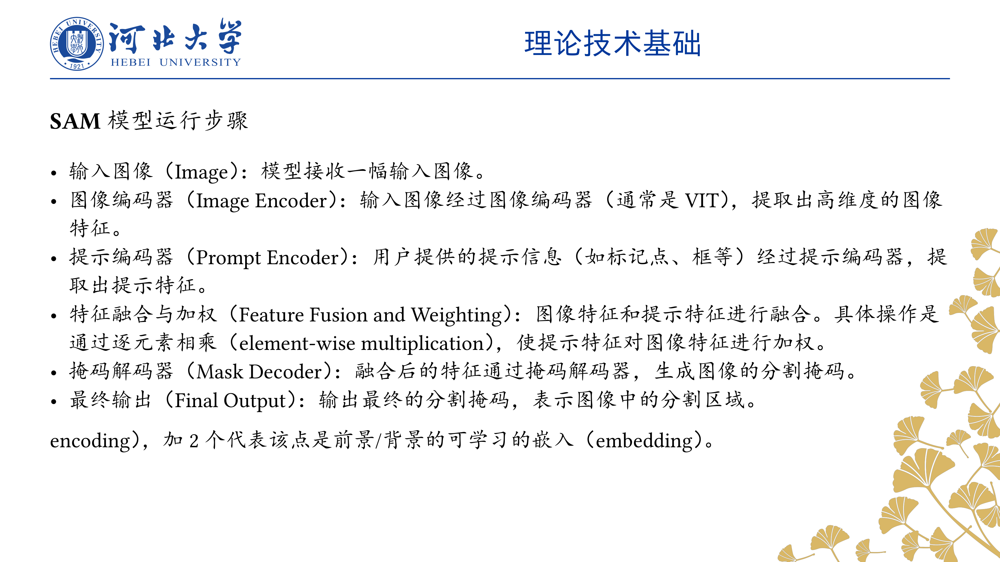 HEBEI UNIVERSITY
1921
河北大学
HEBEI UNIVERSITY
理论技术基础
SAM 模型运行步骤
• 输入图像（Image）：模型接收一幅输入图像。
• 图像编码器（Image Encoder）：输入图像经过图像编码器（通常是 VIT），提取出高维度的图像
特征。
• 提示编码器（Prompt Encoder）：用户提供的提示信息（如标记点、框等）经过提示编码器，提
取出提示特征。
• 特征融合与加权（Feature Fusion and Weighting）：图像特征和提示特征进行融合。具体操作是
通过逐元素相乘（element-wise multiplication），使提示特征对图像特征进行加权。
• 掩码解码器（Mask Decoder）：融合后的特征通过掩码解码器，生成图像的分割掩码。
• 最终输出（Final Output）：输出最终的分割掩码，表示图像中的分割区域。
encoding），加 2 个代表该点是前景/背景的可学习的嵌入（embedding）。